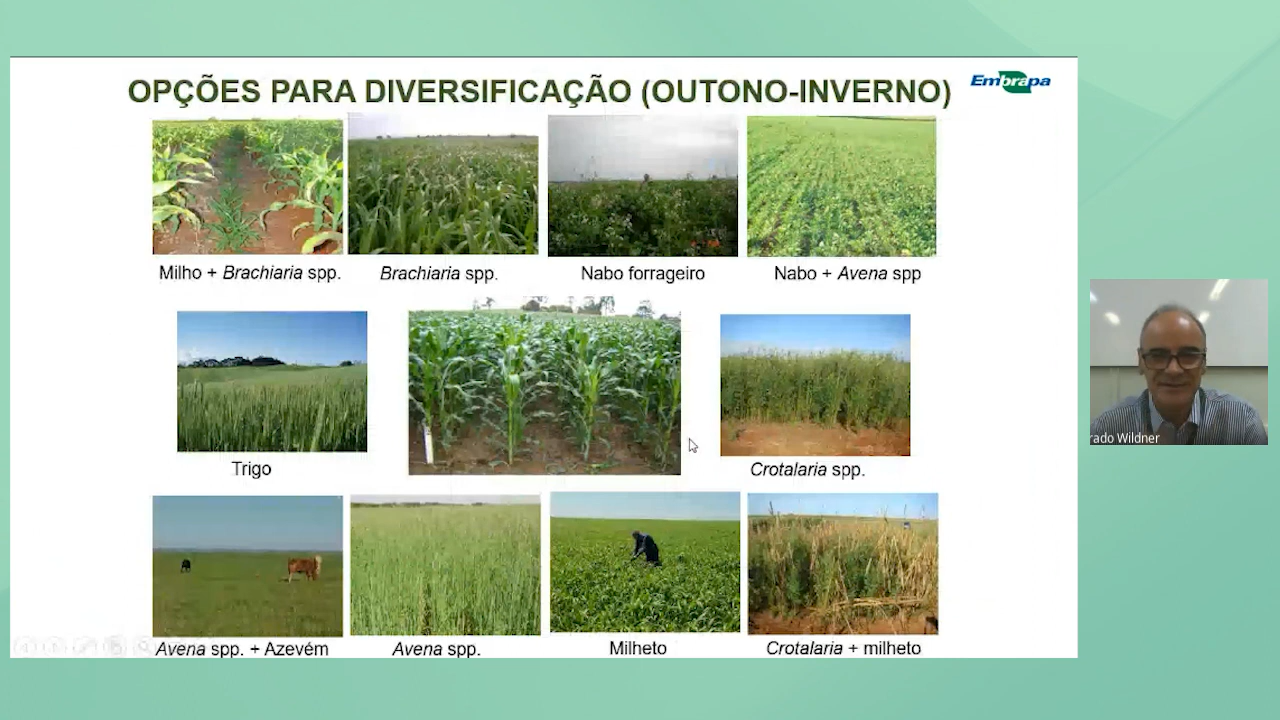 OPÇÕES PARA DIVERSIFICAÇÃO (OUTONO-INVERNO)
Embrapa
Milho + Brachiaria spp.
Brachiaria spp.
Nabo forrageiro
Nabo + Avena spp
Trigo
Crotalaria spp.
rado Wildner
Avena spp. + Azevém
Avena spp.
Milheto
Crotalaria + milheto